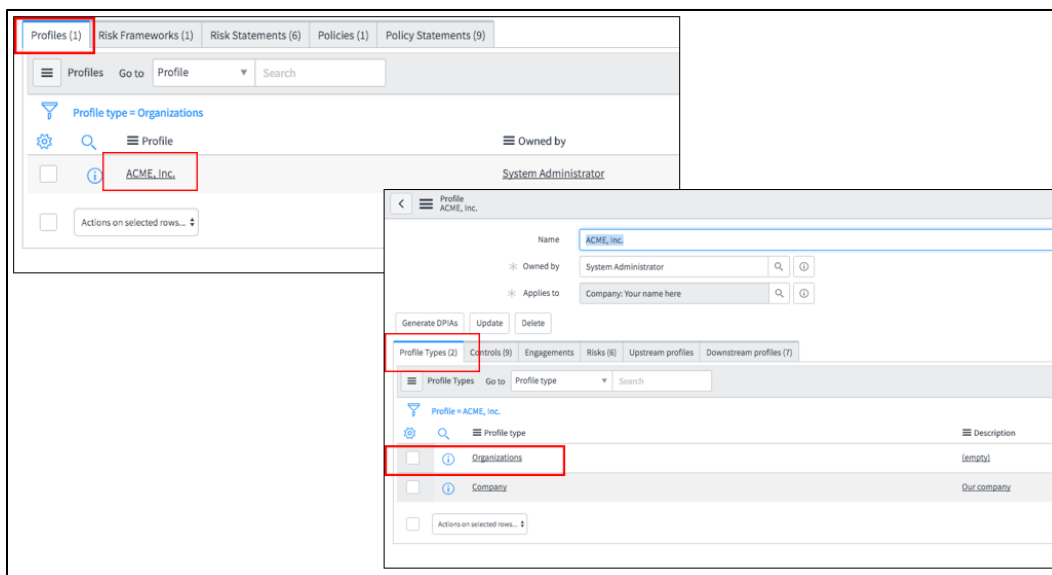 Profiles (1) Risk Frameworks (1) Risk Statements (6) Policies (1) Policy Statements (9)
Profiles Go to Profile Search
Profile type = Organizations
Profile Owned by
ACME, Inc. System Administrator
Actions on selected rows...
Profile
ACME, Inc.
Name ACME, Inc.
Owned by System Administrator
Applies to Company: Your name here
Generate DPIAs Update Delete
Profile Types (2) Controls (9) Engagements Risks (6) Upstream profiles Downstream profiles (7)
Profile Types Go to Profile type Search
Profile = ACME, Inc.
Profile type Description
Organizations (empty)
Company Our company
Actions on selected rows...